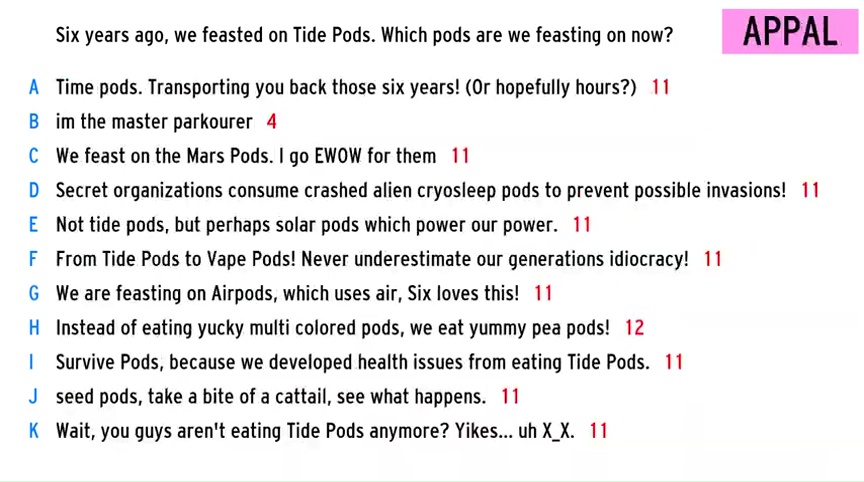 Six years ago, we feasted on Tide Pods. Which pods are we feasting on now?
APPAL
A Time pods. Transporting you back those six years! (Or hopefully hours?) 11
B im the master parkourer 4
C We feast on the Mars Pods. I go EWOW for them 11
D Secret organizations consume crashed alien cryosleep pods to prevent possible invasions! 11
E Not tide pods, but perhaps solar pods which power our power. 11
F From Tide Pods to Vape Pods! Never underestimate our generations idiocracy! 11
G We are feasting on Airpods, which uses air, Six loves this! 11
H Instead of eating yucky multi colored pods, we eat yummy pea pods! 12
I Survive Pods, because we developed health issues from eating Tide Pods. 11
J seed pods, take a bite of a cattail, see what happens. 11
K Wait, you guys aren't eating Tide Pods anymore? Yikes... uh X_X. 11